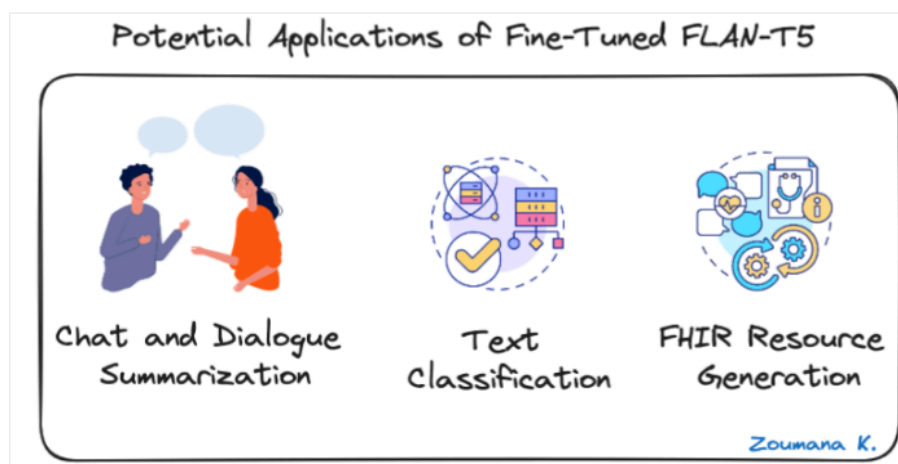 Potential Applications of Fine-Tuned FLAN-T5
Chat and Dialogue
Summarization
Text
Classification
FHIR Resource
Generation
Zoumana K.